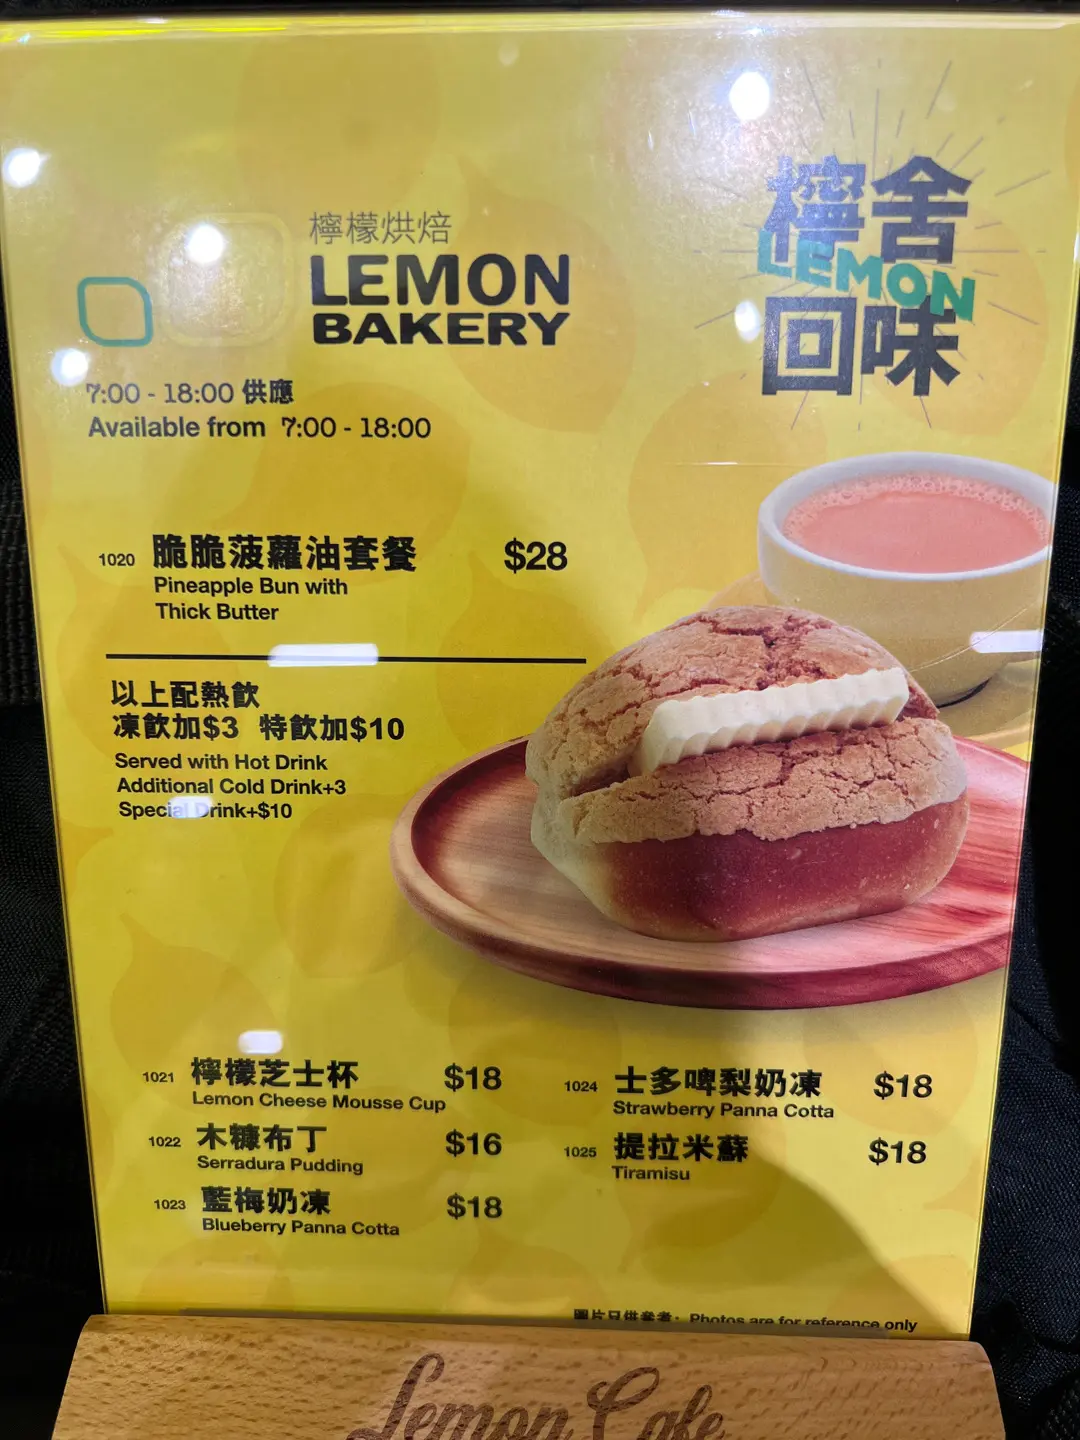 檸檬烘焙
LEMON
BAKERY
檸舍
LEMON
回味
7:00 - 18:00 供應
Available from 7:00 - 18:00
1020 脆脆菠蘿油套餐 $28
Pineapple Bun with
Thick Butter
以上配熱飲
凍飲加$3 特飲加$10
Served with Hot Drink
Additional Cold Drink+3
Special Drink+$10
1021 檸檬芝士杯 $18
Lemon Cheese Mousse Cup
1022 木糠布丁 $16
Serradura Pudding
1023 藍梅奶凍 $18
Blueberry Panna Cotta
1024 士多啤梨奶凍 $18
Strawberry Panna Cotta
1025 提拉米蘇 $18
Tiramisu
圖片只供參考; Photos are for reference only
Lemon Cafe